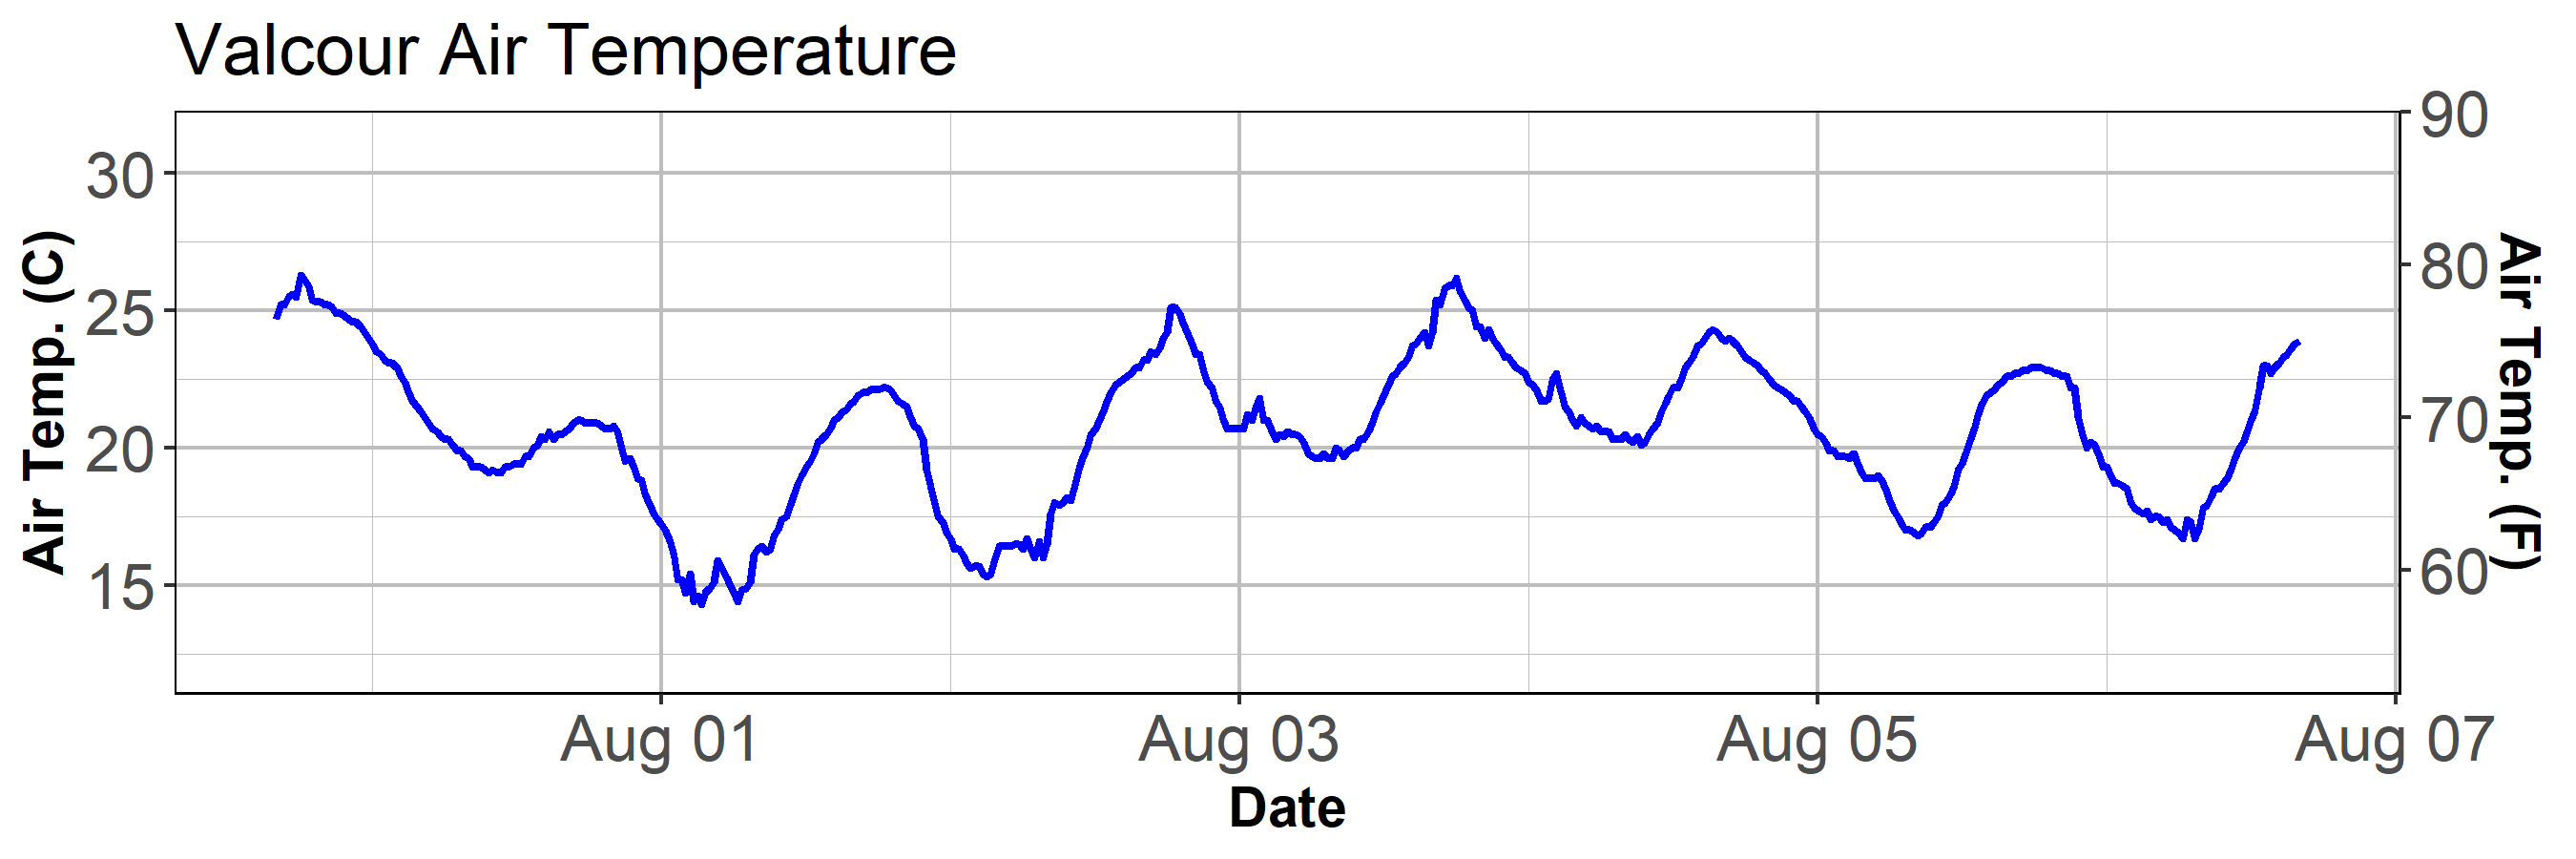 Valcour Air Temperature
Air Temp. (C)
30
25
20
15
90
80
70
60
Air Temp. (F)
Aug 01
Aug 03
Aug 05
Aug 07
Date